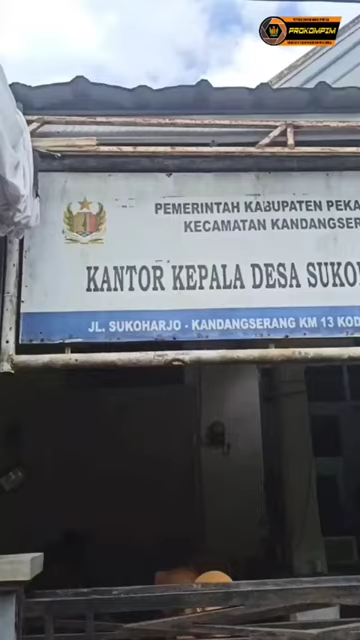 PROKOMPIM
PEMERINTAH KABUPATEN PEKA
KECAMATAN KANDANGSER
KANTOR KEPALA DESA SUKO
JL. SUKOHARJO - KANDANGSERANG KM 13 KOD